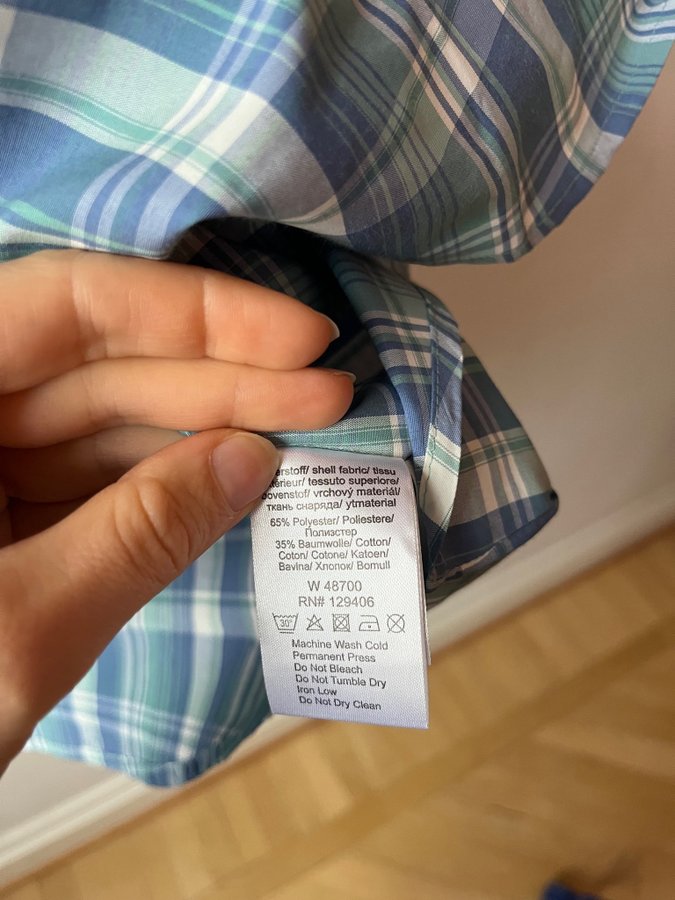 shell fabric/ tissu
térieur/ tessuto superiore/
bovenstof/ vrchový materiál/
ткань снаряда/ ytmaterial
65% Polyester/ Poliestere/
Полиэстер
35% Baumwolle/ Cotton/
Coton/ Cotone/ Katoen/
Bavlna/ Хлопок/ Bomull
W 48700
RN# 129406
30°
Machine Wash Cold
Permanent Press
Do Not Bleach
Do Not Tumble Dry
Iron Low
Do Not Dry Clean